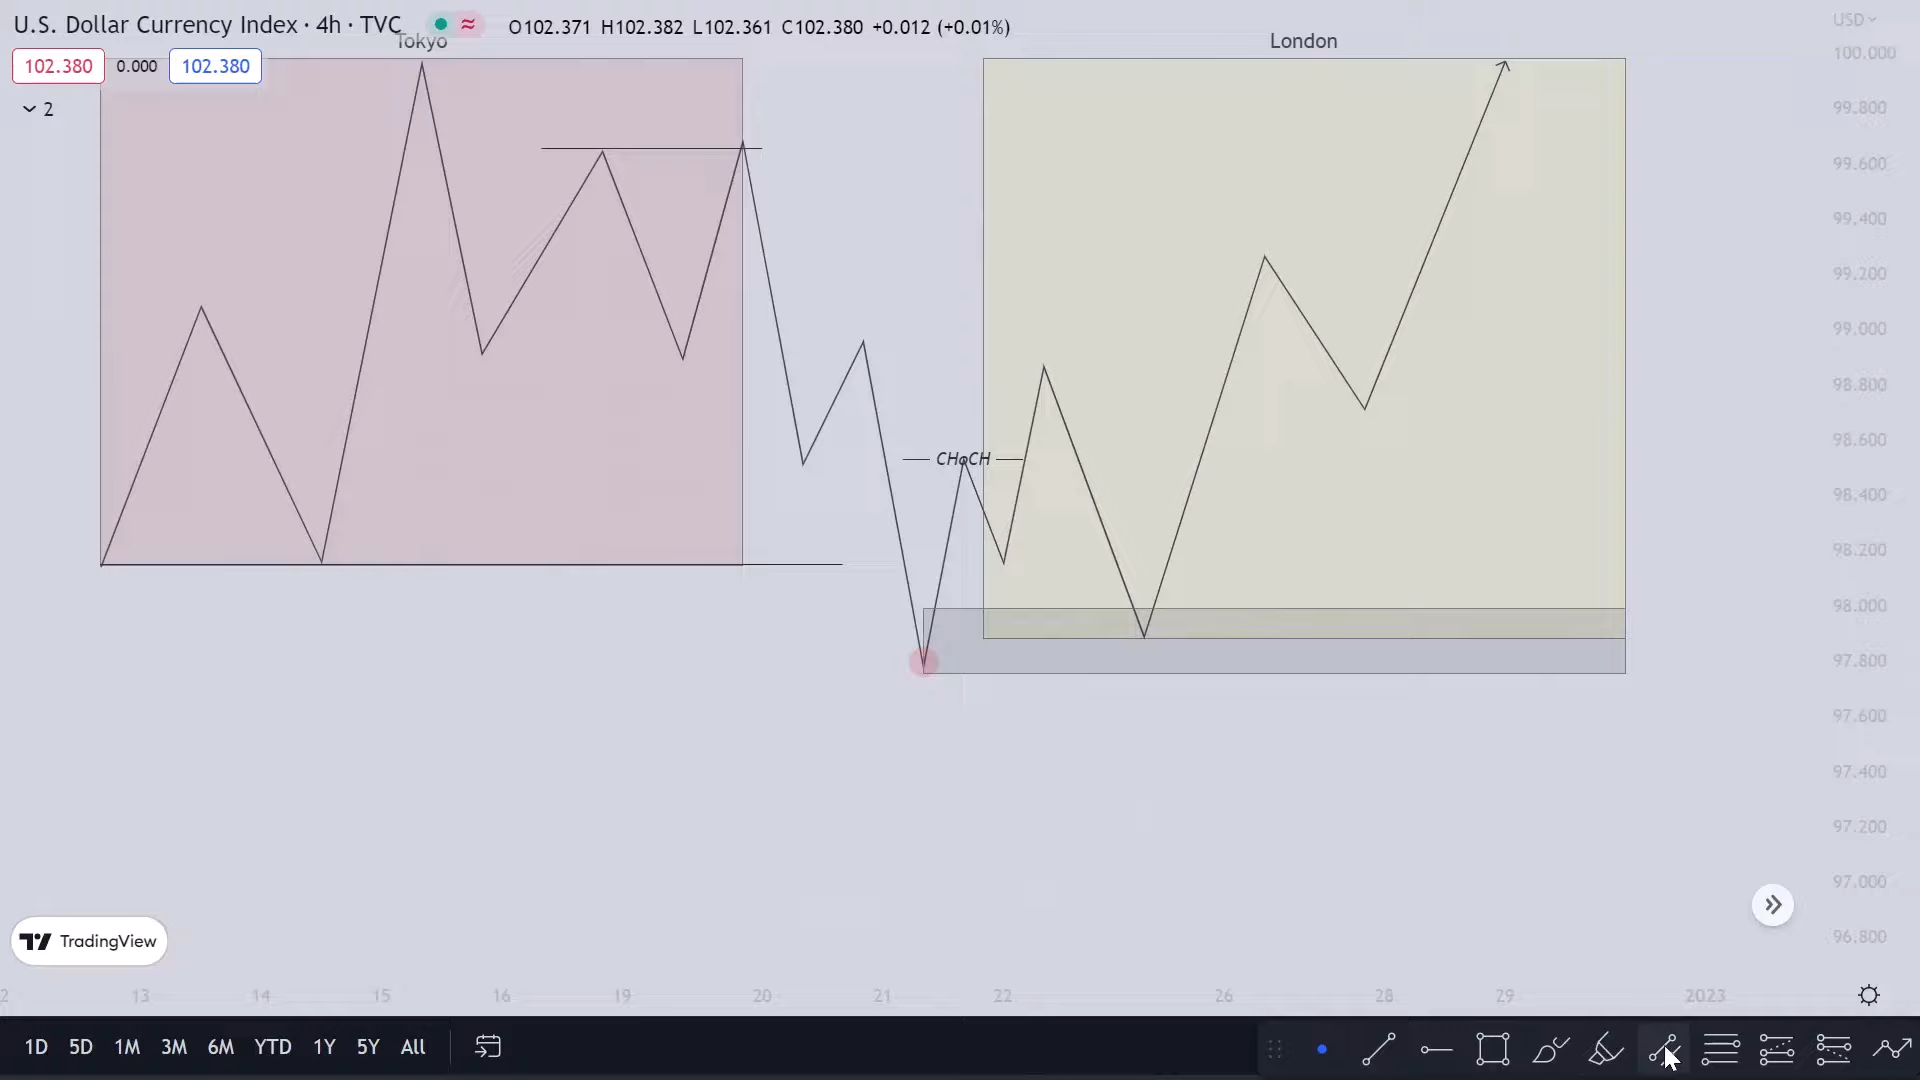 U.S. Dollar Currency Index · 4h · TVC
O102.371 H102.382 L102.361 C102.380 +0.012 (+0.01%)
USD
Tokyo
London
100.000
102.380 0.000 102.380
2
99.800
99.600
99.400
99.200
99.000
98.800
98.600
CHoCH
98.400
98.200
98.000
97.800
97.600
97.400
97.200
97.000
96.800
TradingView
2 13 14 15 16 19 20 21 22 26 28 29 2023
1D 5D 1M 3M 6M YTD 1Y 5Y All